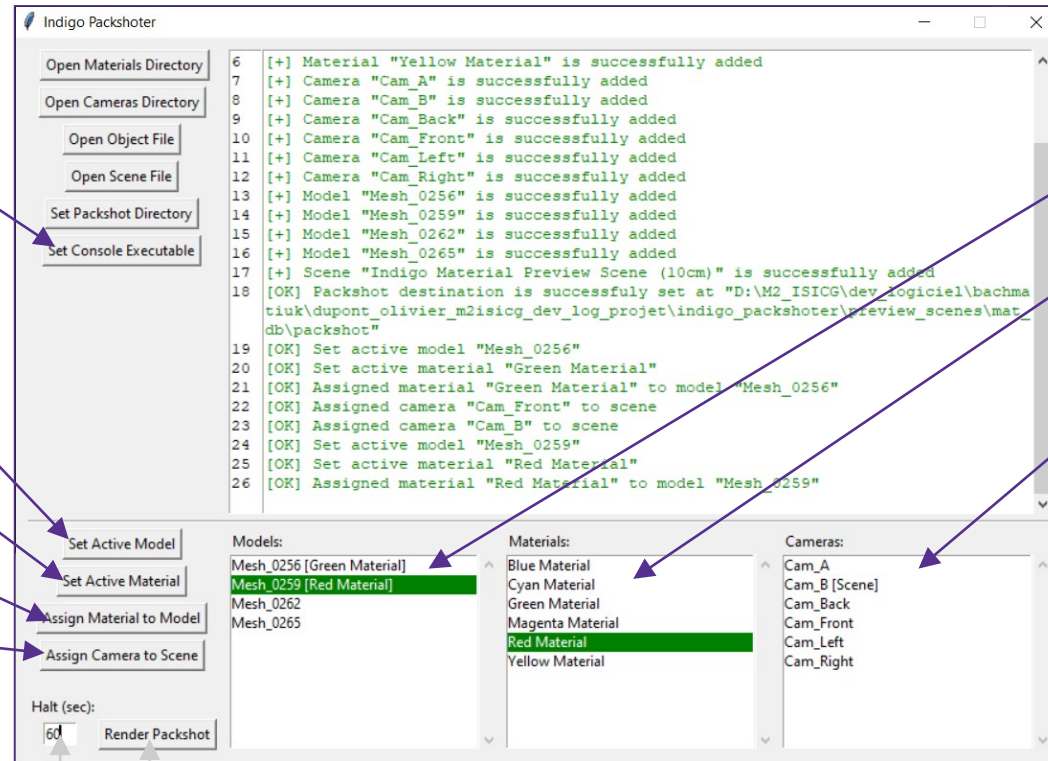 Indigo Packshoter
Open Materials Directory
Open Cameras Directory
Open Object File
Open Scene File
Set Packshot Directory
Set Console Executable
6 [+] Material "Yellow Material" is successfully added
7 [+] Camera "Cam_A" is successfully added
8 [+] Camera "Cam_B" is successfully added
9 [+] Camera "Cam_Back" is successfully added
10 [+] Camera "Cam_Front" is successfully added
11 [+] Camera "Cam_Left" is successfully added
12 [+] Camera "Cam_Right" is successfully added
13 [+] Model "Mesh_0256" is successfully added
14 [+] Model "Mesh_0259" is successfully added
15 [+] Model "Mesh_0262" is successfully added
16 [+] Model "Mesh_0265" is successfully added
17 [+] Scene "Indigo Material Preview Scene (10cm)" is successfully added
18 [OK] Packshot destination is successfuly set at "D:\M2_ISICG\dev_logiciel\bachma
tiuk\dupont_olivier_m2isicg_dev_log_projet\indigo_packshoter\preview_scenes\mat_
db\packshot"
19 [OK] Set active model "Mesh_0256"
20 [OK] Set active material "Green Material"
21 [OK] Assigned material "Green Material" to model "Mesh_0256"
22 [OK] Assigned camera "Cam_Front" to scene
23 [OK] Assigned camera "Cam_B" to scene
24 [OK] Set active model "Mesh_0259"
25 [OK] Set active material "Red Material"
26 [OK] Assigned material "Red Material" to model "Mesh_0259"
Set Active Model
Set Active Material
Assign Material to Model
Assign Camera to Scene
Halt (sec):
60
Render Packshot
Models:
Mesh_0256 [Green Material]
Mesh_0259 [Red Material]
Mesh_0262
Mesh_0265
Materials:
Blue Material
Cyan Material
Green Material
Magenta Material
Red Material
Yellow Material
Cameras:
Cam_A
Cam_B [Scene]
Cam_Back
Cam_Front
Cam_Left
Cam_Right